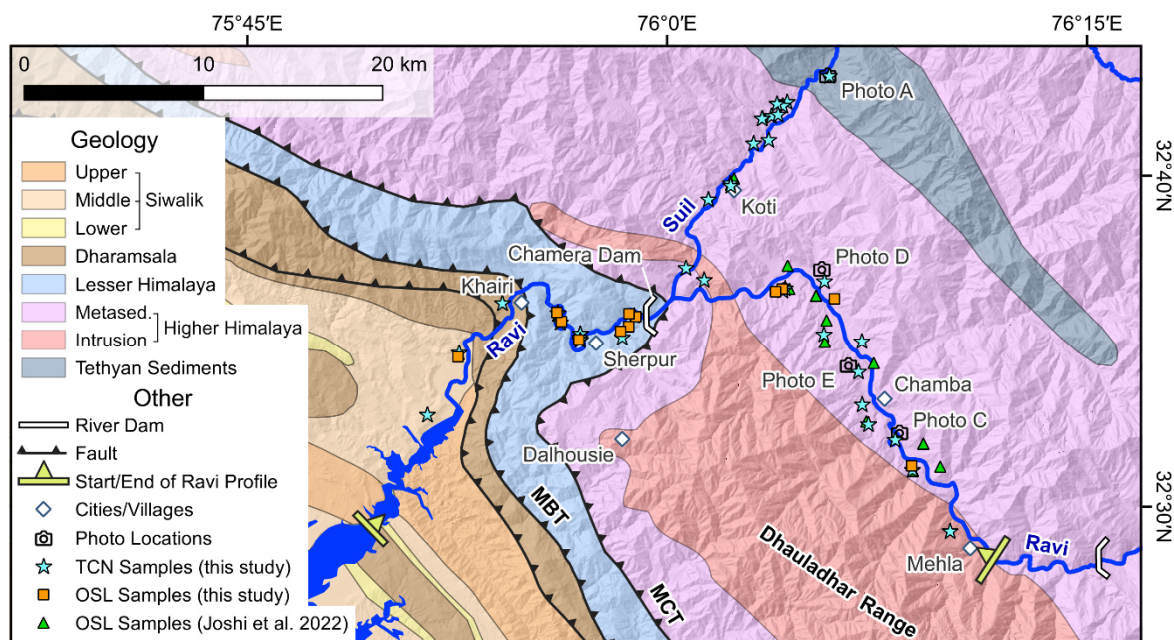 75°45'E
76°0'E
76°15'E
0
10
20 km
Photo A
32°40'N
Geology
Upper
Middle
Siwalik
Lower
Dharamsala
Lesser Himalaya
Metased.
Higher Himalaya
Intrusion
Tethyan Sediments
Other
River Dam
Fault
Start/End of Ravi Profile
Cities/Villages
Photo Locations
TCN Samples (this study)
OSL Samples (this study)
OSL Samples (Joshi et al. 2022)
Koti
Suil
Chamera Dam
Photo D
Khairi
Ravi
Sherpur
Photo E
Chamba
Photo C
Dalhousie
32°30'N
MBT
MCT
Dhauladhar Range
Mehla
Ravi